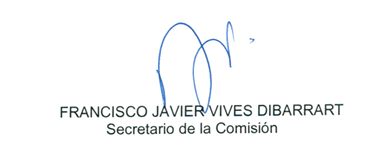 FRANCISCO JAVIER VIVES DIBARRART
Secretario de la Comisión